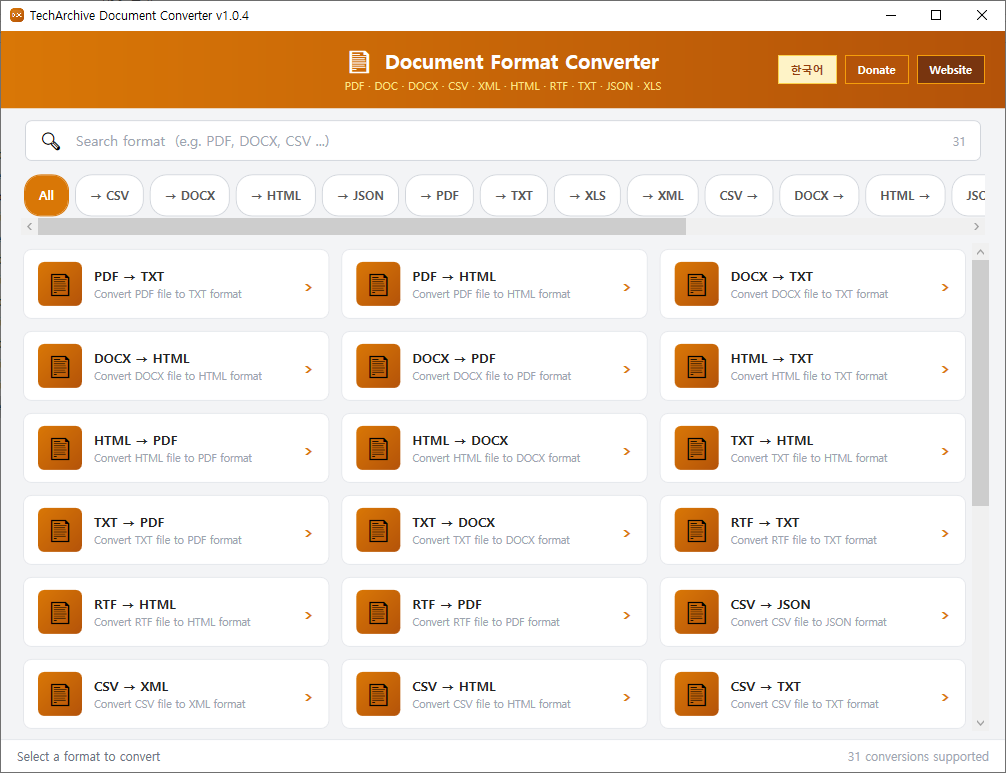 TechArchive Document Converter v1.0.4
Document Format Converter
PDF · DOC · DOCX · CSV · XML · HTML · RTF · TXT · JSON · XLS
한국어
Donate
Website
Search format (e.g. PDF, DOCX, CSV ...)
31
All
→ CSV
→ DOCX
→ HTML
→ JSON
→ PDF
→ TXT
→ XLS
→ XML
CSV →
DOCX →
HTML →
PDF → TXT
Convert PDF file to TXT format
PDF → HTML
Convert PDF file to HTML format
DOCX → TXT
Convert DOCX file to TXT format
DOCX → HTML
Convert DOCX file to HTML format
DOCX → PDF
Convert DOCX file to PDF format
HTML → TXT
Convert HTML file to TXT format
HTML → PDF
Convert HTML file to PDF format
HTML → DOCX
Convert HTML file to DOCX format
TXT → HTML
Convert TXT file to HTML format
TXT → PDF
Convert TXT file to PDF format
TXT → DOCX
Convert TXT file to DOCX format
RTF → TXT
Convert RTF file to TXT format
RTF → HTML
Convert RTF file to HTML format
RTF → PDF
Convert RTF file to PDF format
CSV → JSON
Convert CSV file to JSON format
CSV → XML
Convert CSV file to XML format
CSV → HTML
Convert CSV file to HTML format
CSV → TXT
Convert CSV file to TXT format
Select a format to convert
31 conversions supported